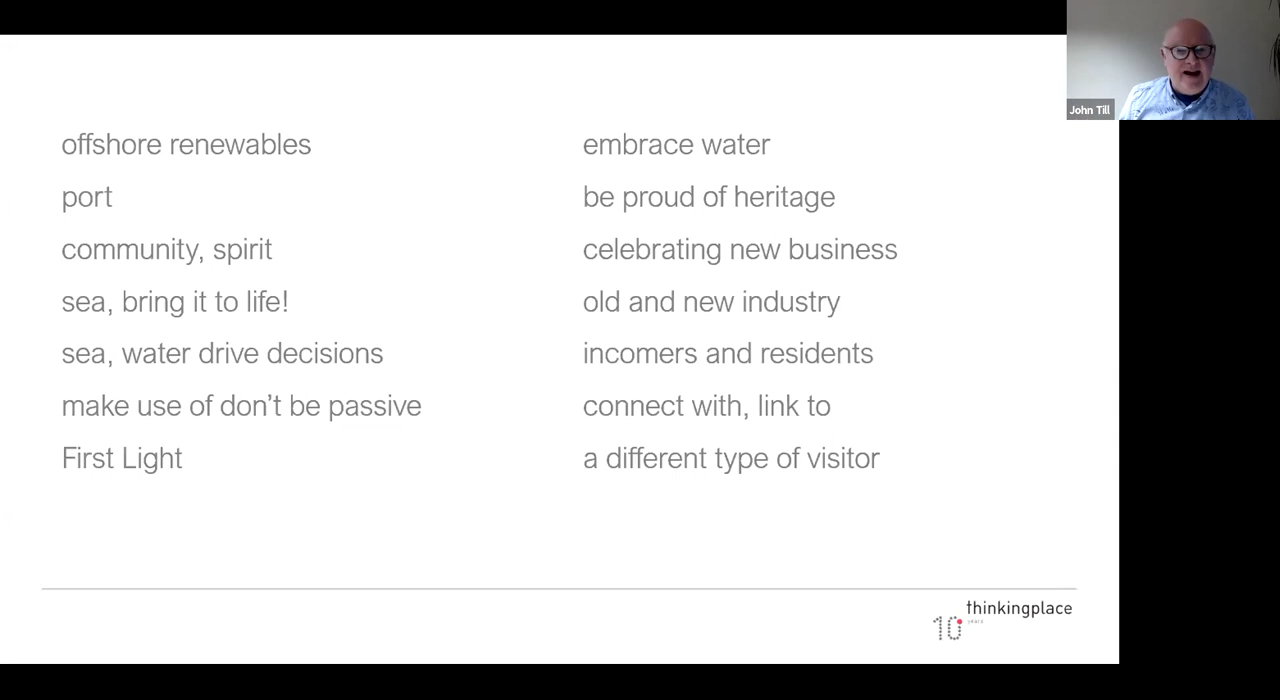 offshore renewables
port
community, spirit
sea, bring it to life!
sea, water drive decisions
make use of don’t be passive
First Light
embrace water
be proud of heritage
celebrating new business
old and new industry
incomers and residents
connect with, link to
a different type of visitor
thinkingplace
10
years
John Till